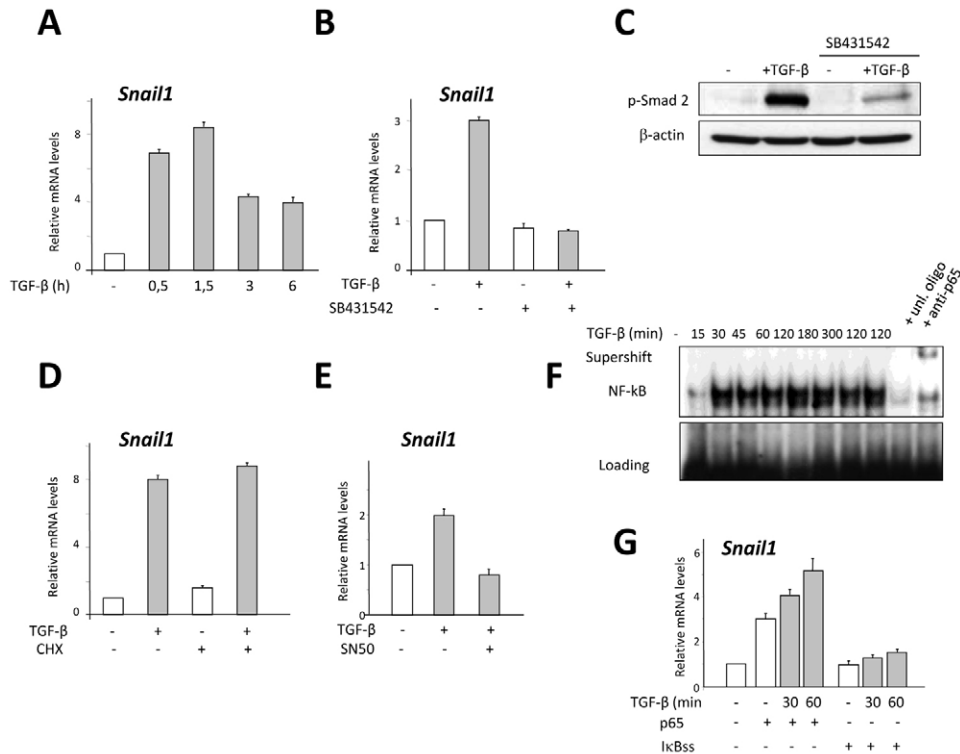 A
Snail1
Relative mRNA levels
8
4
0
TGF-β (h) - 0,5 1,5 3 6
B
Snail1
Relative mRNA levels
3
2
1
0
TGF-β - + - +
SB431542 - - + +
C
SB431542
- +TGF-β - +TGF-β
p-Smad 2
β-actin
D
Snail1
Relative mRNA levels
8
4
2
0
TGF-β - + - +
CHX - - + +
E
Snail1
Relative mRNA levels
2
1
0
TGF-β - + +
SN50 - - +
F
+ unl. oligo
+ anti-p65
TGF-β (min) - 15 30 45 60 120 180 300 120 120
Supershift
NF-kB
Loading
G
Snail1
Relative mRNA levels
6
4
2
0
TGF-β (min - - 30 60 - 30 60
p65 - + + + - - -
IκBss - - - - + + +